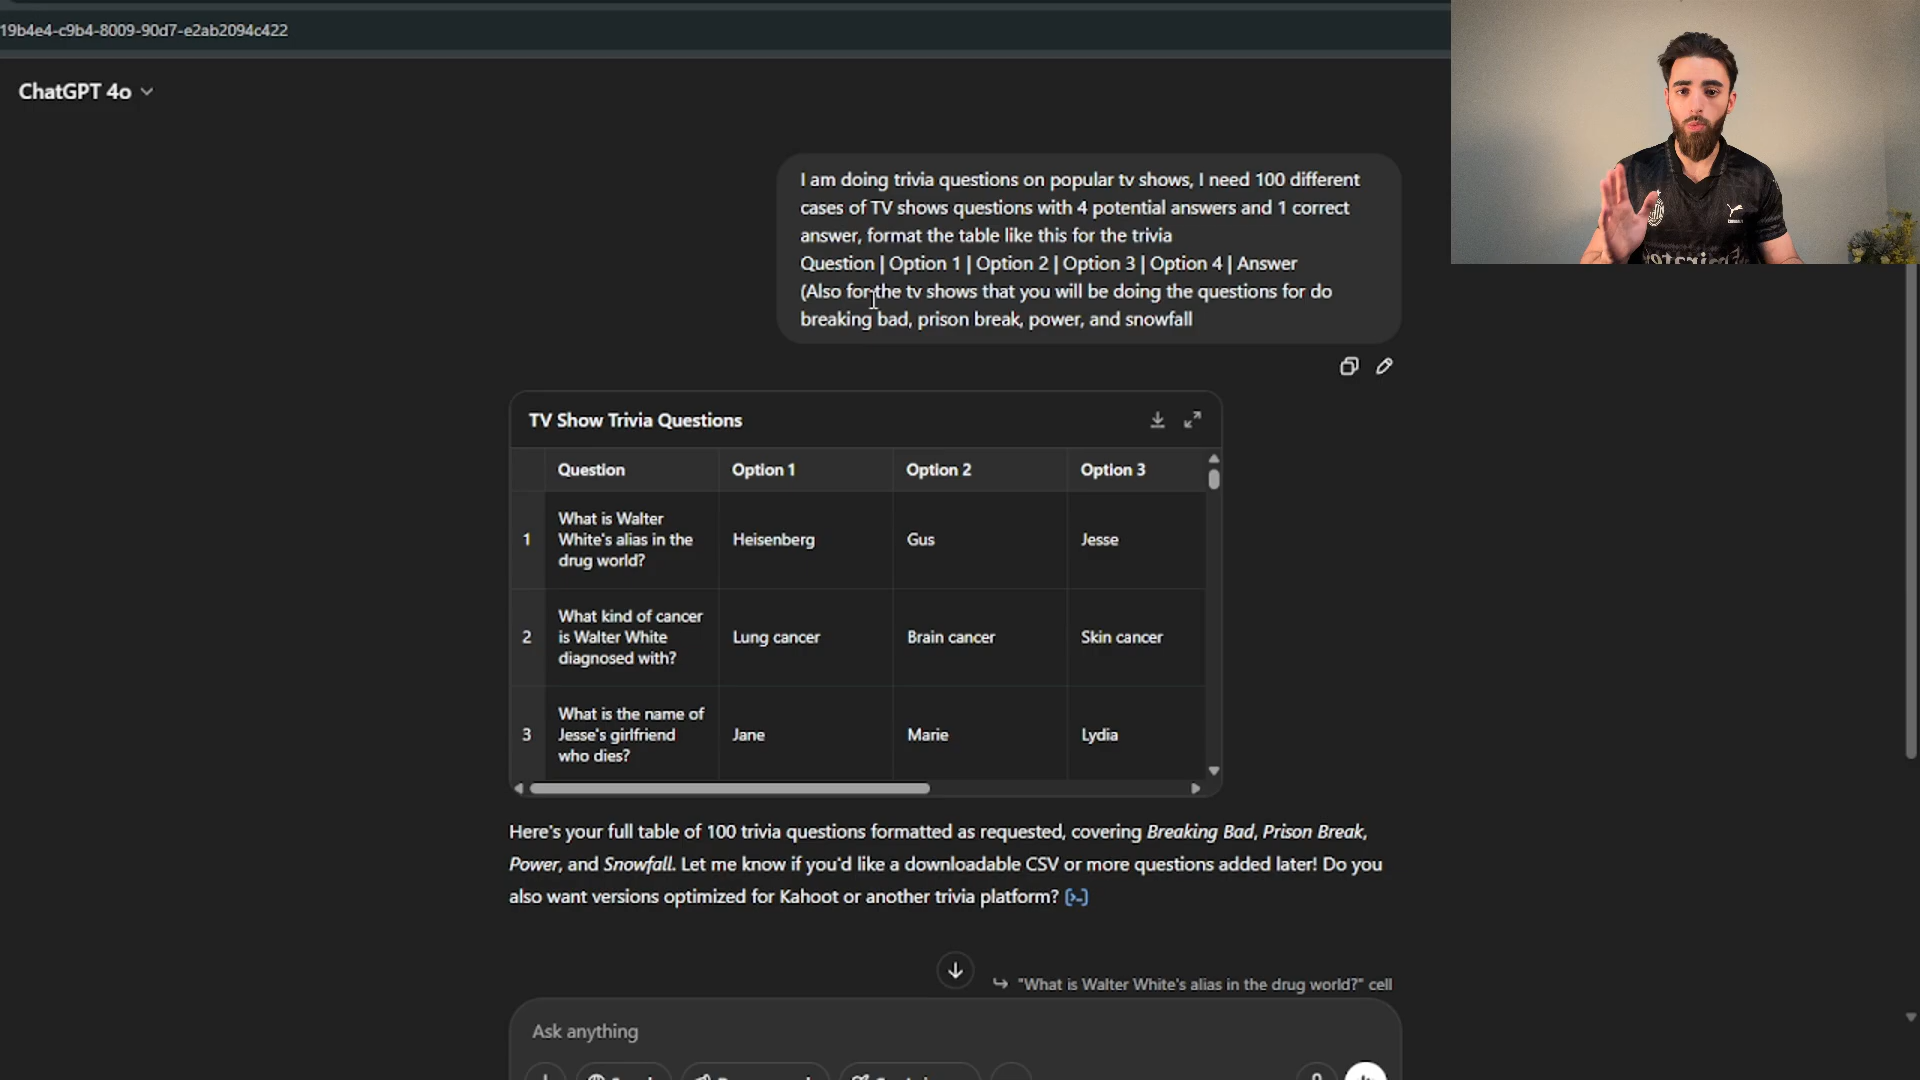 19b4e4-c9b4-8009-90d7-e2ab2094c422
ChatGPT 4o
I am doing trivia questions on popular tv shows, I need 100 different
cases of TV shows questions with 4 potential answers and 1 correct
answer, format the table like this for the trivia
Question | Option 1 | Option 2 | Option 3 | Option 4 | Answer
(Also for the tv shows that you will be doing the questions for do
breaking bad, prison break, power, and snowfall
TV Show Trivia Questions
Question Option 1 Option 2 Option 3
What is Walter
1 White's alias in the Heisenberg Gus Jesse
drug world?
What kind of cancer
2 is Walter White Lung cancer Brain cancer Skin cancer
diagnosed with?
What is the name of
3 Jesse's girlfriend Jane Marie Lydia
who dies?
Here's your full table of 100 trivia questions formatted as requested, covering Breaking Bad, Prison Break,
Power, and Snowfall. Let me know if you'd like a downloadable CSV or more questions added later! Do you
also want versions optimized for Kahoot or another trivia platform?
"What is Walter White's alias in the drug world?" cell
Ask anything